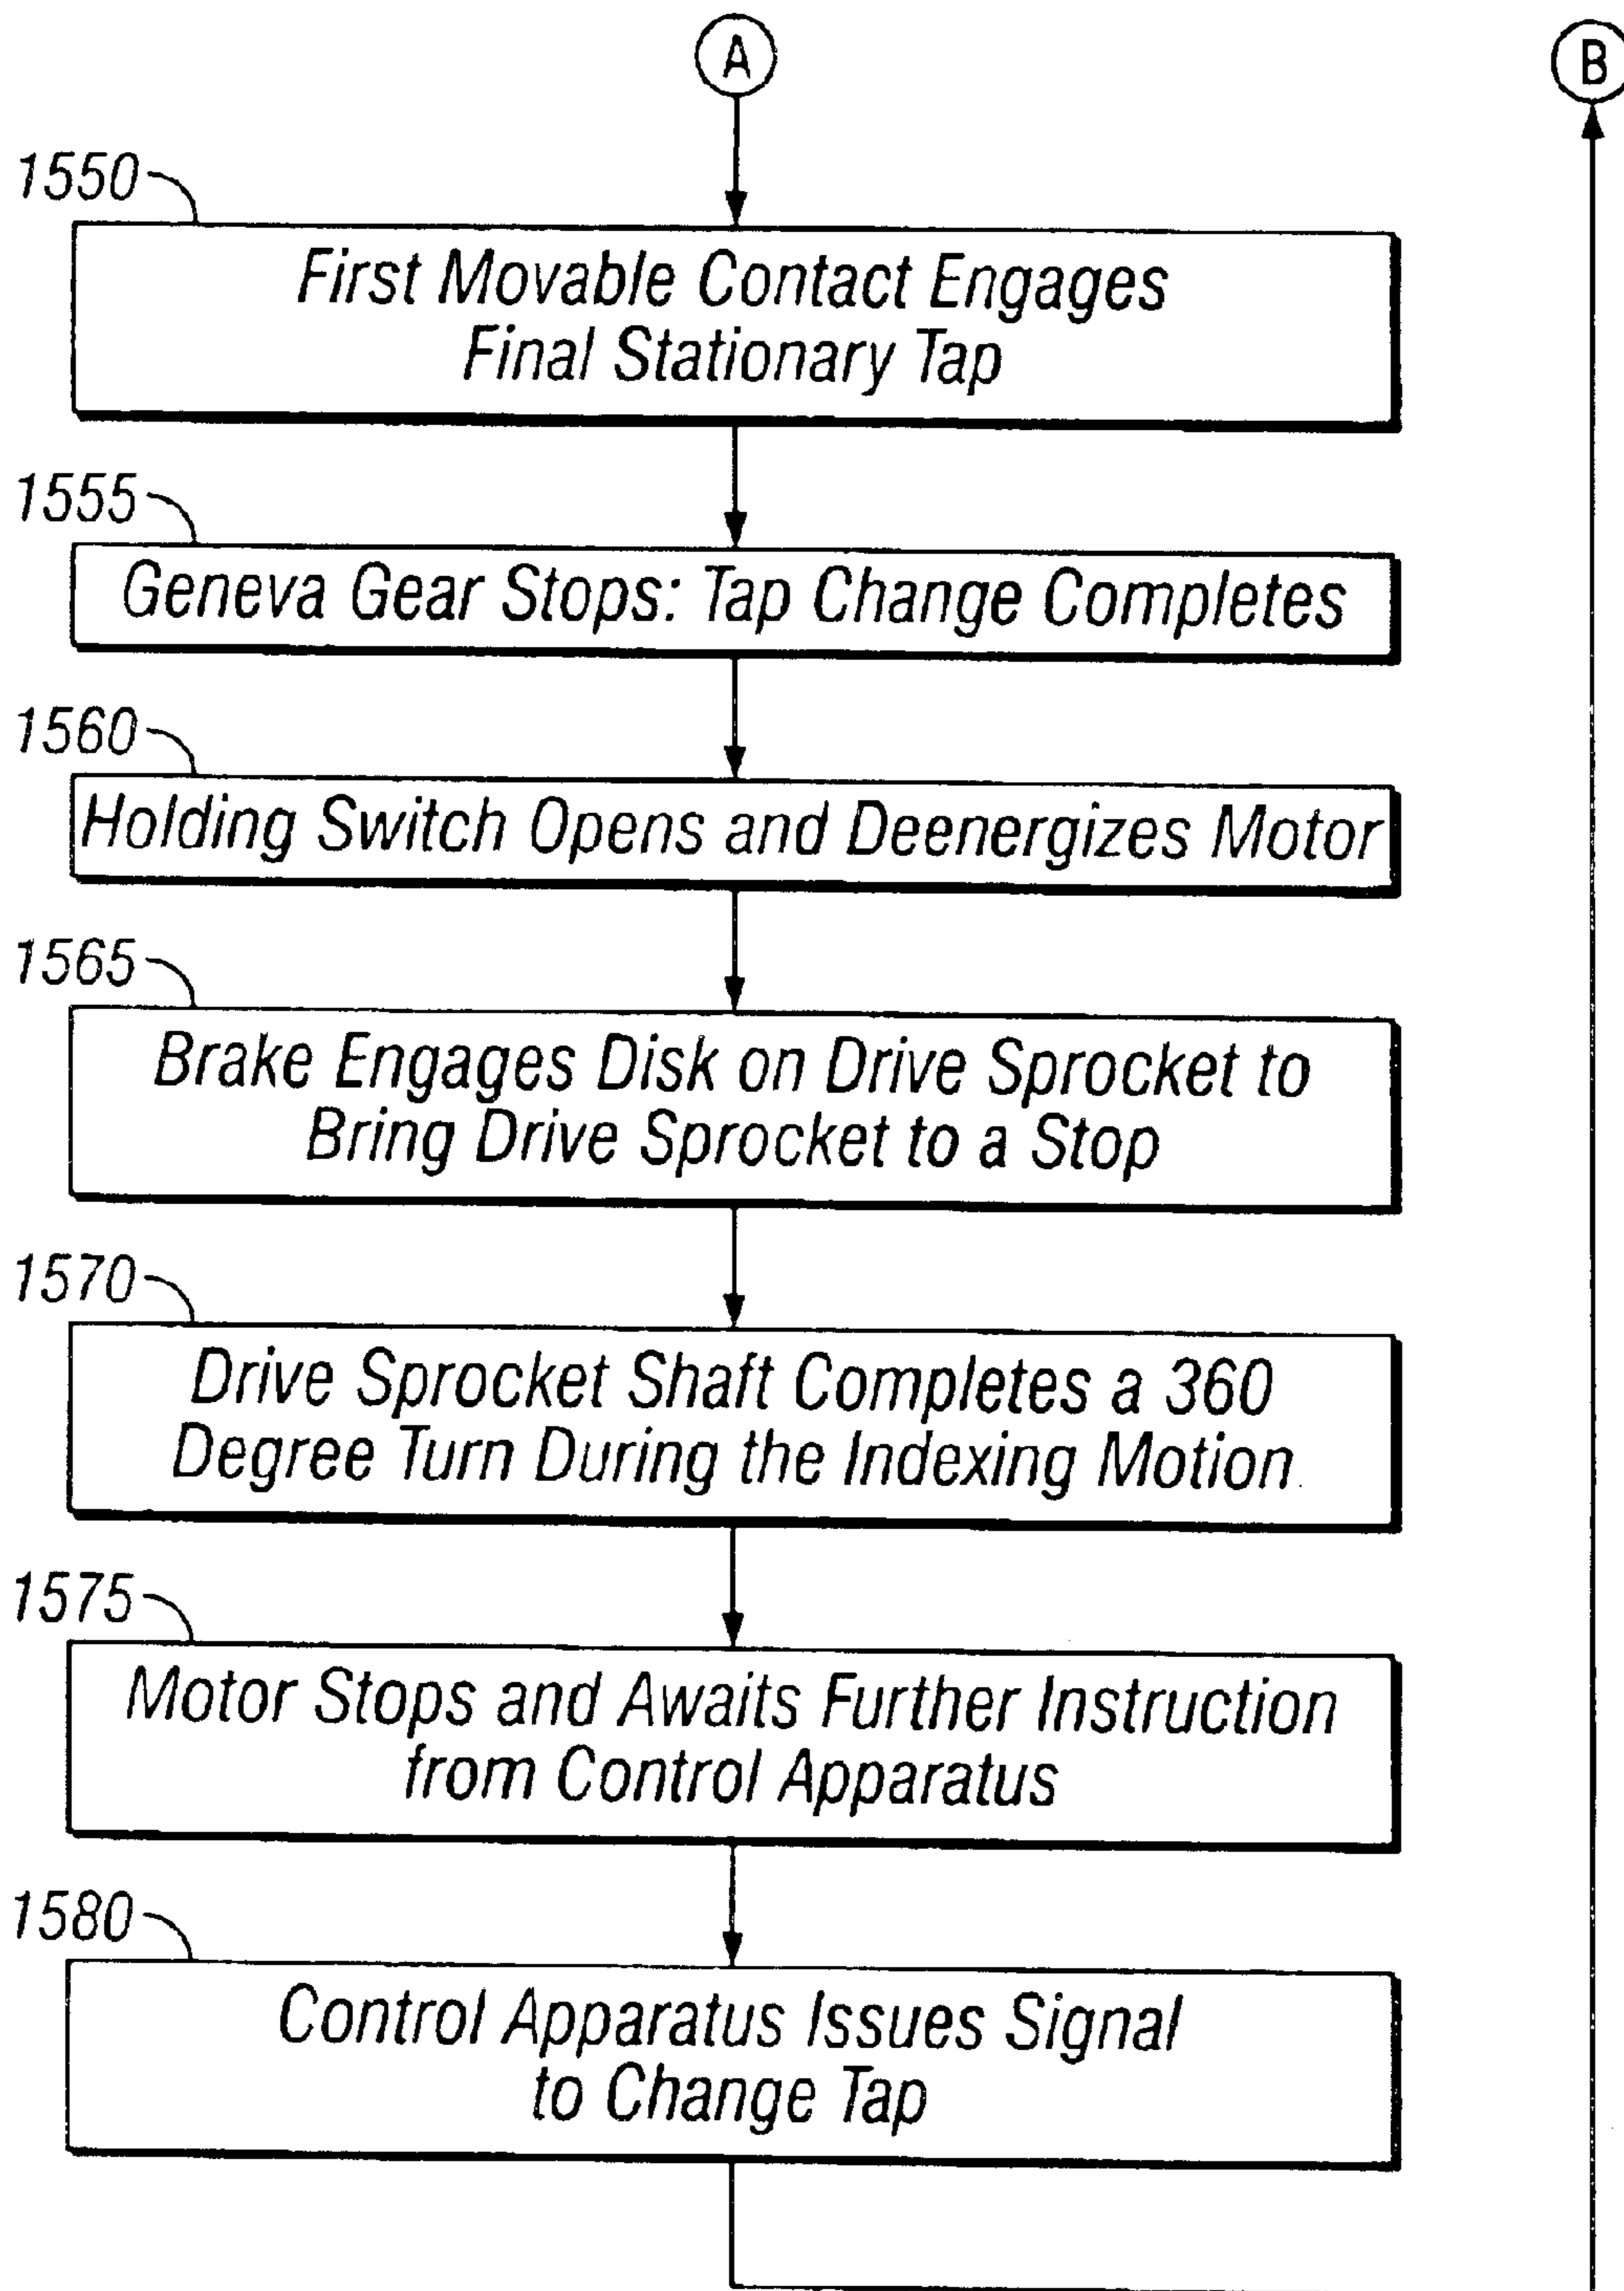 A
B
1550
First Movable Contact Engages
Final Stationary Tap
1555
Geneva Gear Stops: Tap Change Completes
1560
Holding Switch Opens and Deenergizes Motor
1565
Brake Engages Disk on Drive Sprocket to
Bring Drive Sprocket to a Stop
1570
Drive Sprocket Shaft Completes a 360
Degree Turn During the Indexing Motion
1575
Motor Stops and Awaits Further Instruction
from Control Apparatus
1580
Control Apparatus Issues Signal
to Change Tap